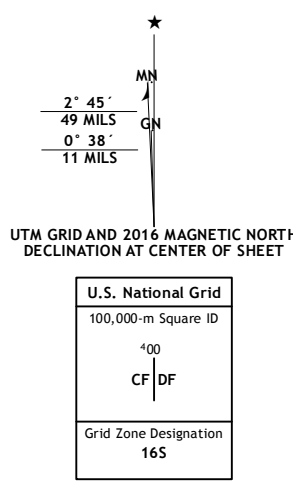 ★
MN
2° 45´
49 MILS
GN
0° 38´
11 MILS
UTM GRID AND 2016 MAGNETIC NORTH
DECLINATION AT CENTER OF SHEET
U.S. National Grid
100,000-m Square ID
⁴00
CF DF
Grid Zone Designation
16S